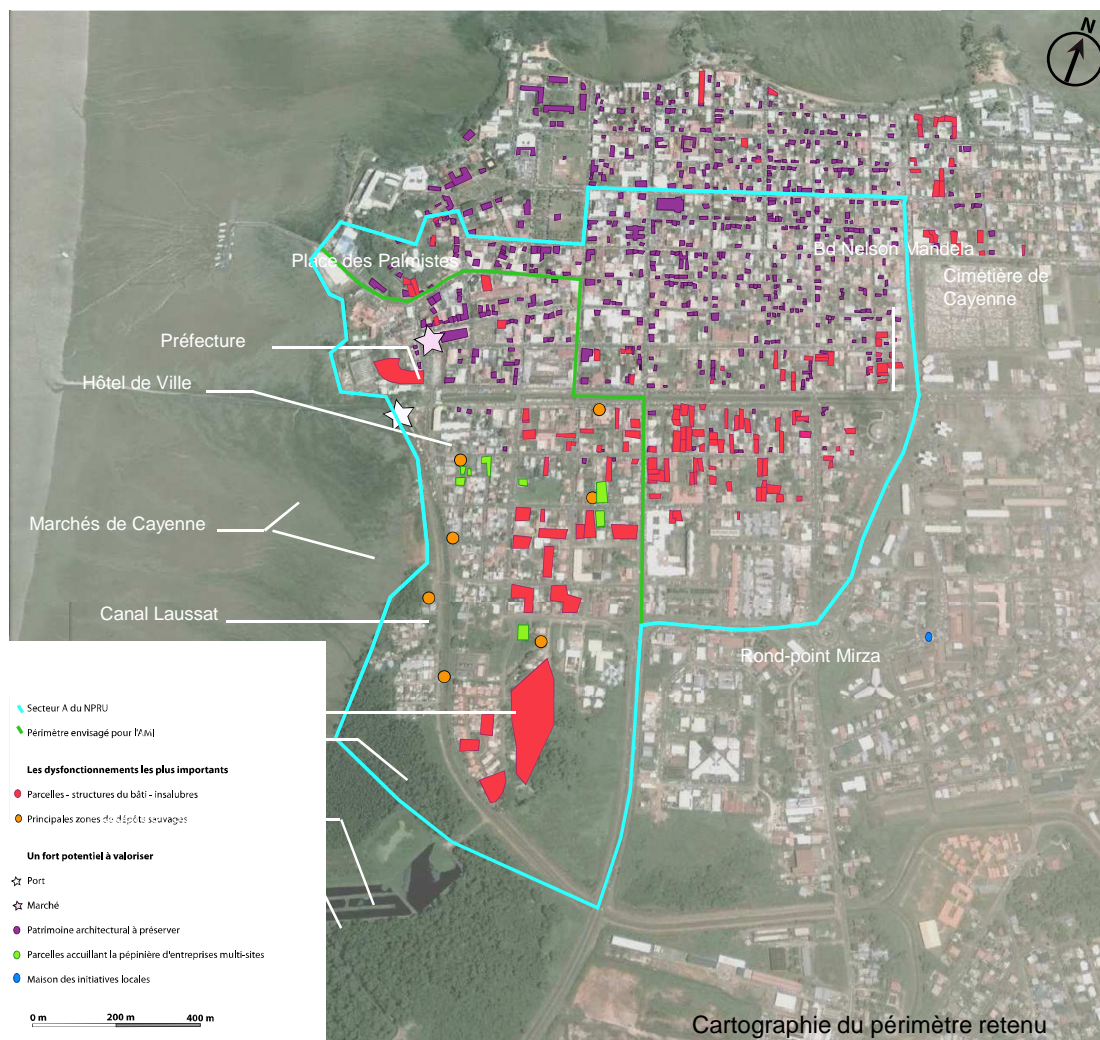 N
Place des Palmistes
Bd Nelson Mandela
Cimétière de
Cayenne
Préfecture
Hôtel de Ville
Marchés de Cayenne
Canal Laussat
Rond-point Mirza
Secteur A du NPRU
Périmètre envisagé pour l'AMI
Les dysfonctionnements les plus importants
Parcelles - structures du bâti - insalubres
Principales zones de dépôts sauvages
Un fort potentiel à valoriser
Port
Marché
Patrimoine architectural à préserver
Parcelles accuillant la pépinière d'entreprises multi-sites
Maison des initiatives locales
0 m 200 m 400 m
Cartographie du périmètre retenu